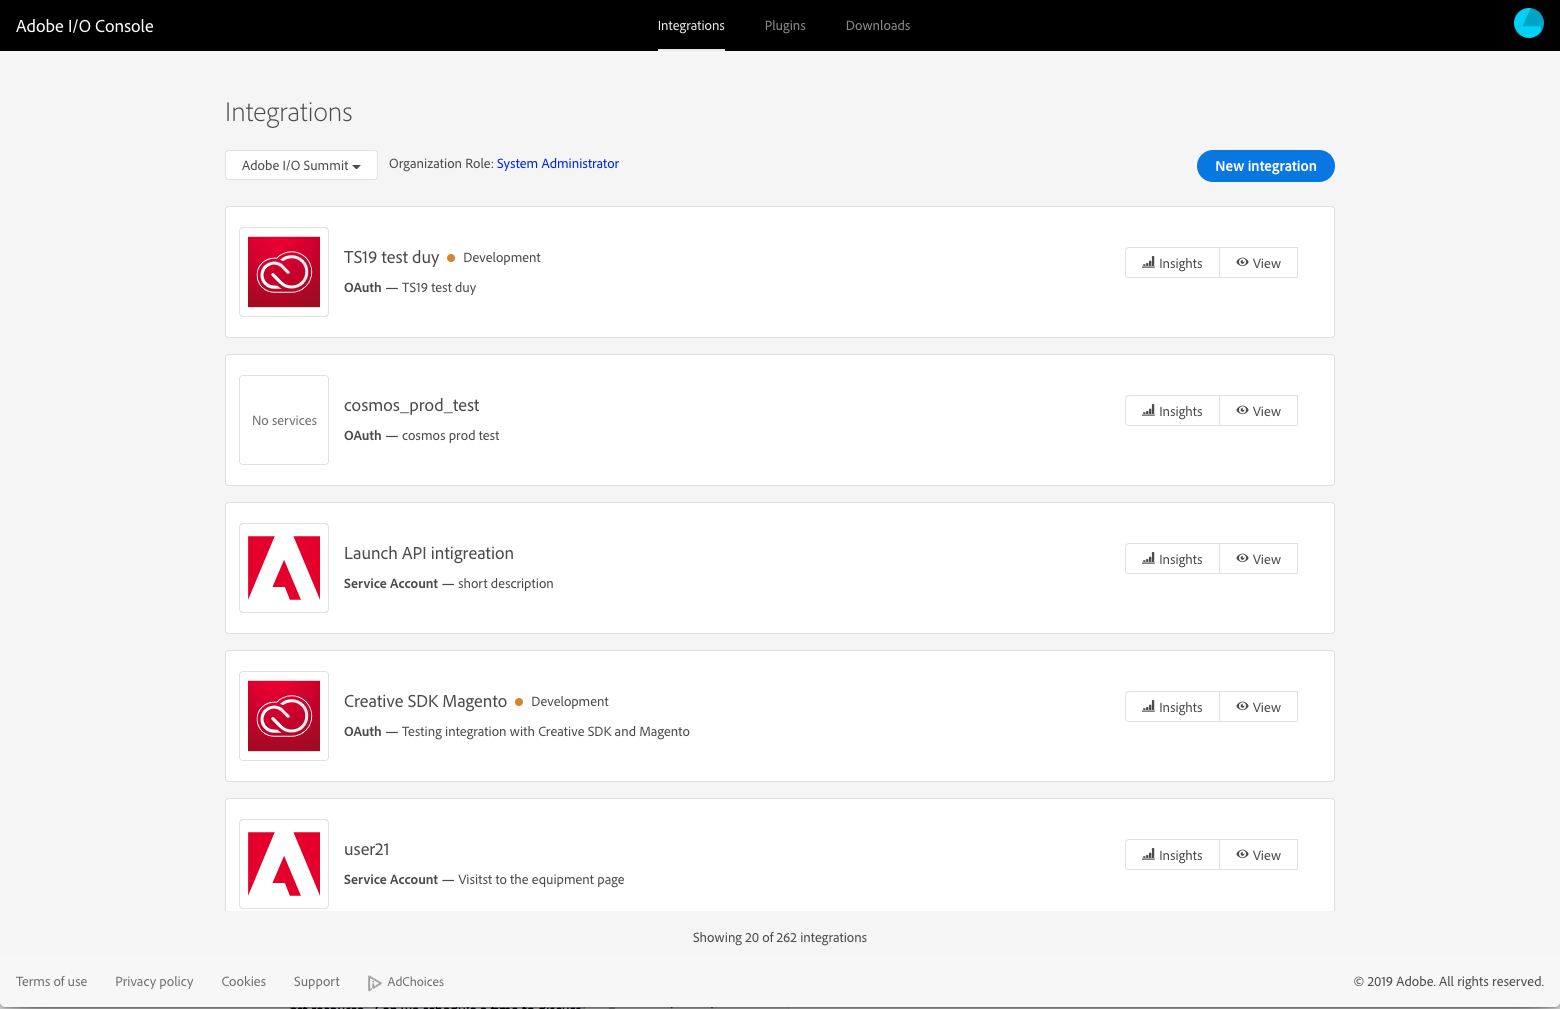 Adobe I/O Console
Integrations
Plugins
Downloads
Integrations
Adobe I/O Summit
Organization Role: System Administrator
New integration
TS19 test duy
Development
OAuth — TS19 test duy
Insights
View
No services
cosmos_prod_test
OAuth — cosmos prod test
Insights
View
Launch API intigreation
Service Account — short description
Insights
View
Creative SDK Magento
Development
OAuth — Testing integration with Creative SDK and Magento
Insights
View
user21
Service Account — Visitst to the equipment page
Insights
View
Showing 20 of 262 integrations
Terms of use
Privacy policy
Cookies
Support
AdChoices
© 2019 Adobe. All rights reserved.